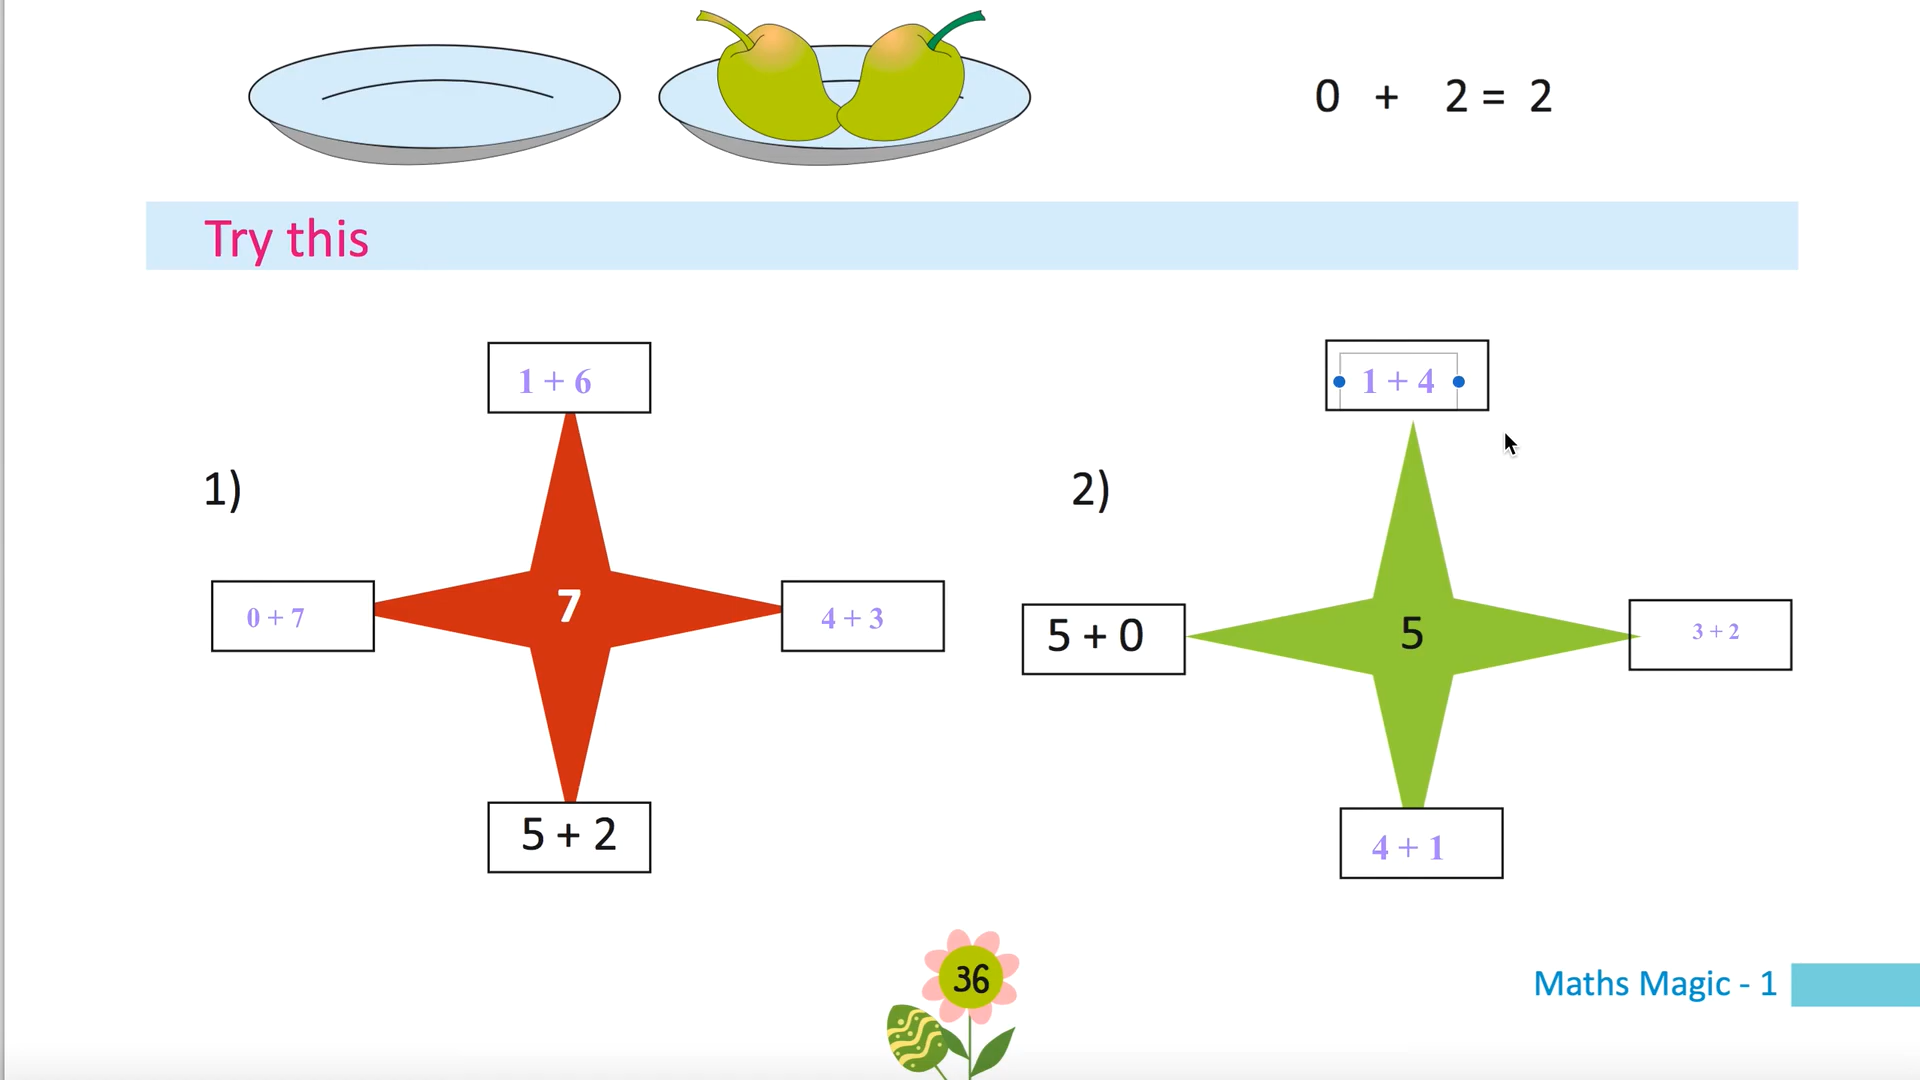 0 + 2 = 2
Try this
1 + 6
1 + 4
1)
2)
0 + 7
7
4 + 3
5 + 0
5
3 + 2
5 + 2
4 + 1
36
Maths Magic - 1